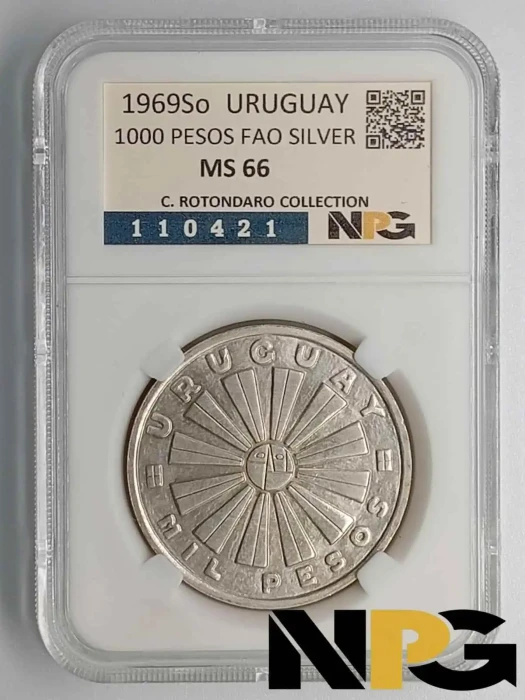 1969So URUGUAY
1000 PESOS FAO SILVER
MS 66
C. ROTONDARO COLLECTION
110421 NPG
URUGUAY
= MIL PESOS =
NPG